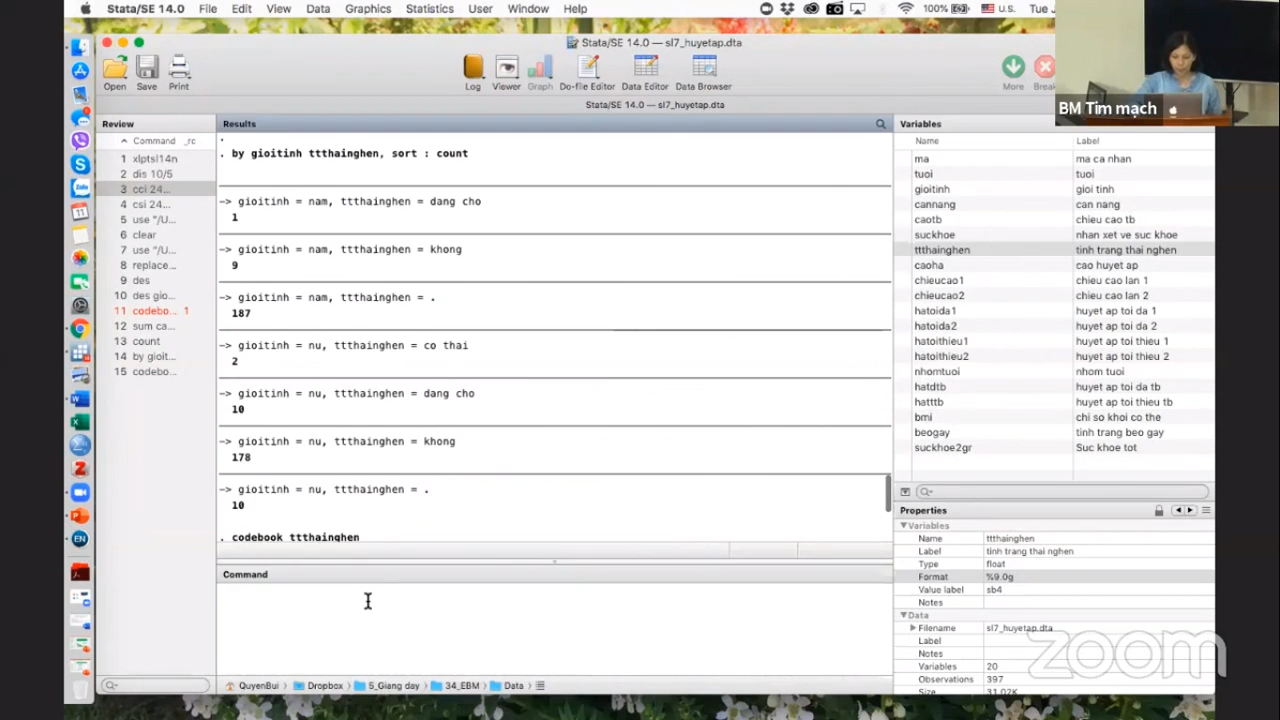 Stata/SE 14.0 File Edit View Data Graphics Statistics User Window Help 100% U.S. Tue
Stata/SE 14.0 — sl7_huyetap.dta
Open Save Print Log Viewer Graph Do-file Editor Data Editor Data Browser More Break
Stata/SE 14.0 — sl7_huyetap.dta
BM Tim mạch
Review
Command _rc
1 xlptsl14n
2 dis 10/5
3 cci 24...
4 csi 24...
5 use "/U...
6 clear
7 use "/U...
8 replace...
9 des
10 des gio...
11 codebo... 1
12 sum ca...
13 count
14 by gioit...
15 codebo...
Results
.
. by gioitinh ttthainghen, sort : count
-> gioitinh = nam, ttthainghen = dang cho
1
-> gioitinh = nam, ttthainghen = khong
9
-> gioitinh = nam, ttthainghen = .
187
-> gioitinh = nu, ttthainghen = co thai
2
-> gioitinh = nu, ttthainghen = dang cho
10
-> gioitinh = nu, ttthainghen = khong
178
-> gioitinh = nu, ttthainghen = .
10
. codebook ttthainghen
Command
QuyenBui Dropbox 5_Giang day 34_EBM Data
Variables
Name Label
ma ma ca nhan
tuoi tuoi
gioitinh gioi tinh
cannang can nang
caotb chieu cao tb
suckhoe nhan xet ve suc khoe
ttthainghen tinh trang thai nghen
caoha cao huyet ap
chieucao1 chieu cao lan 1
chieucao2 chieu cao lan 2
hatoida1 huyet ap toi da 1
hatoida2 huyet ap toi da 2
hatoithieu1 huyet ap toi thieu 1
hatoithieu2 huyet ap toi thieu 2
nhomtuoi nhom tuoi
hatdtb huyet ap toi da tb
hatttb huyet ap toi thieu tb
bmi chi so khoi co the
beogay tinh trang beo gay
suckhoe2gr Suc khoe tot
Properties
Variables
Name ttthainghen
Label tinh trang thai nghen
Type float
Format %9.0g
Value label sb4
Notes
Data
Filename sl7_huyetap.dta
Label
Notes
Variables 20
Observations 397
Size 31.02K
zoom